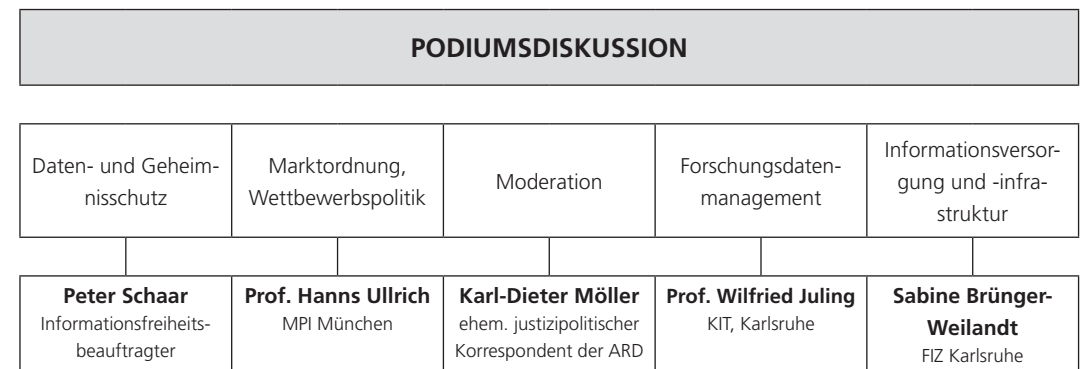 PODIUMSDISKUSSION
Daten- und Geheim-
nisschutz
Marktordnung,
Wettbewerbspolitik
Moderation
Forschungsdaten-
management
Informationsversor-
gung und -infra-
struktur
Peter Schaar
Informationsfreiheits-
beauftragter
Prof. Hanns Ullrich
MPI München
Karl-Dieter Möller
ehem. justizipolitischer
Korrespondent der ARD
Prof. Wilfried Juling
KIT, Karlsruhe
Sabine Brünger-
Weilandt
FIZ Karlsruhe